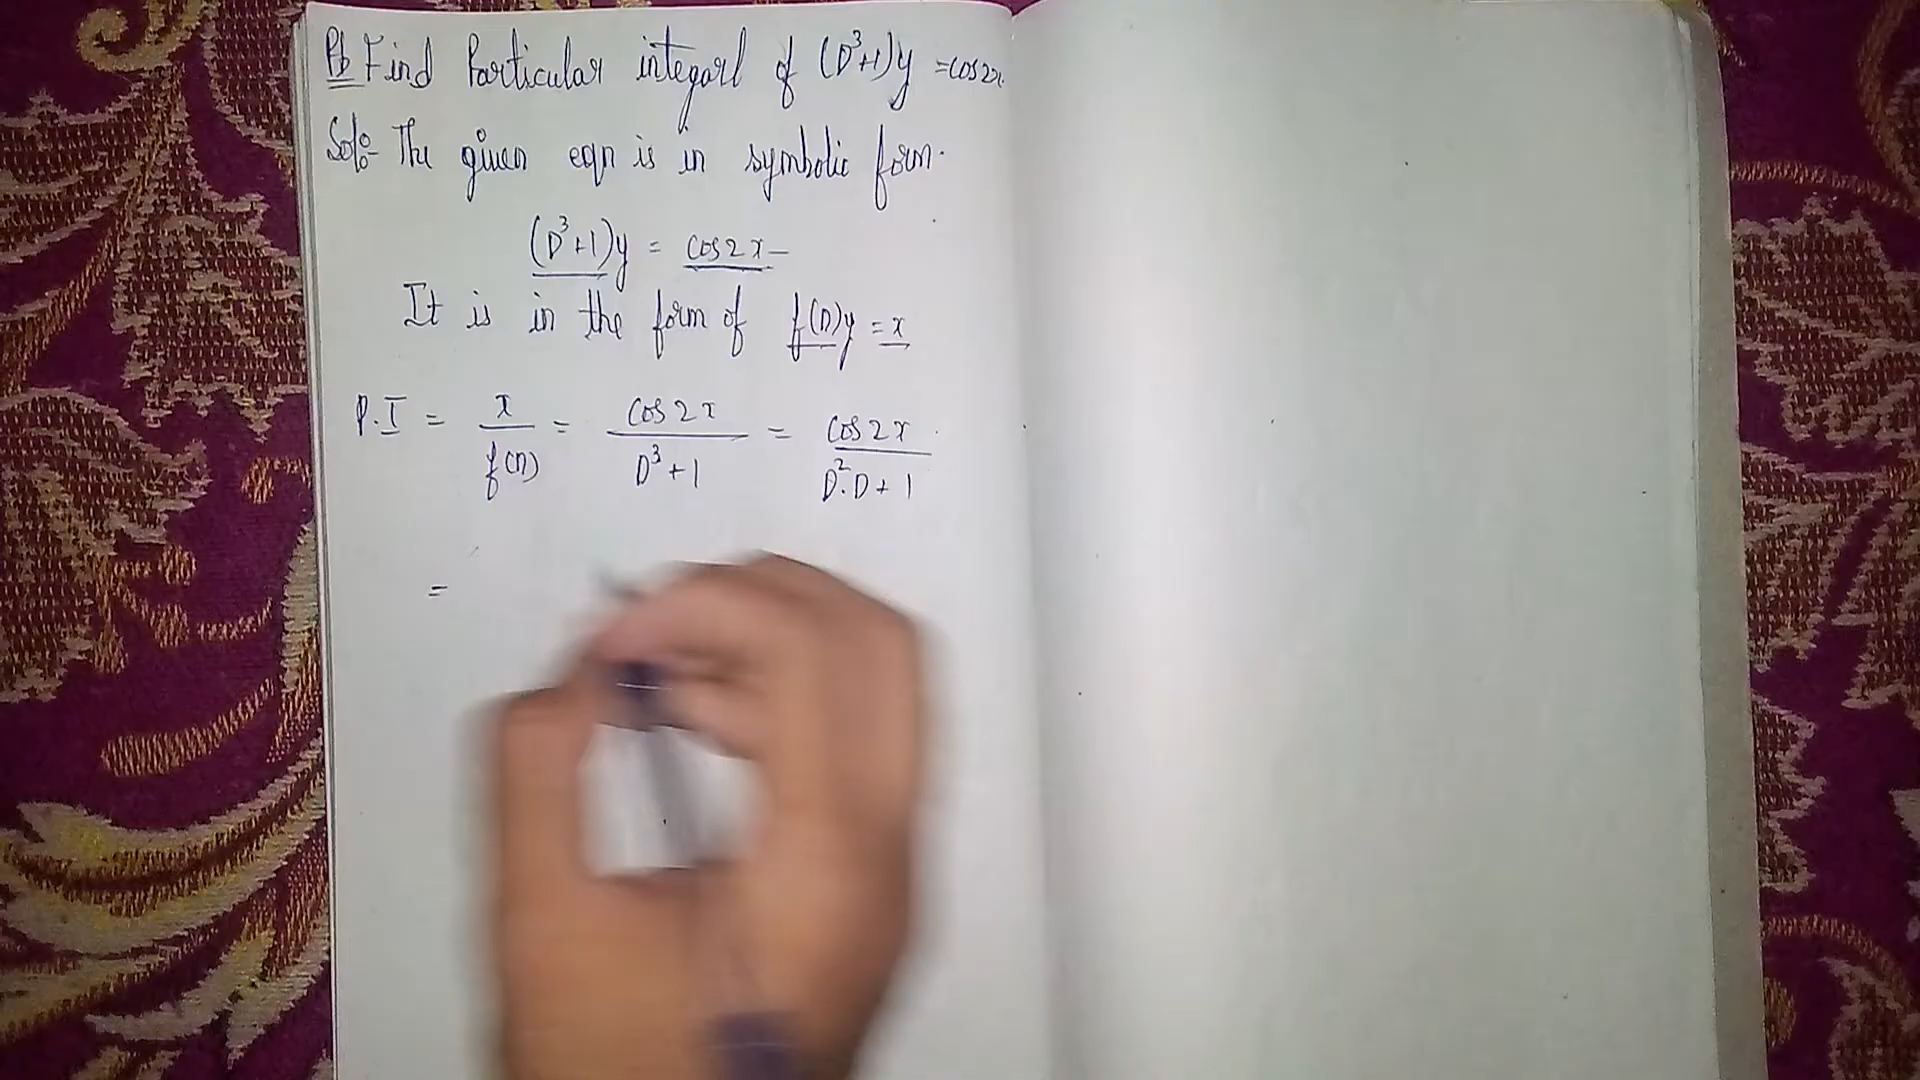 Pb Find Particular integarl of (D³+1)y = cos2x.
Sol:- The given eqn is in symbolic form.
(D³+1)y = cos2x
It is in the form of f(D)y = x
P.I = x/f(D) = cos2x/D³+1 = cos2x/D².D+1
=